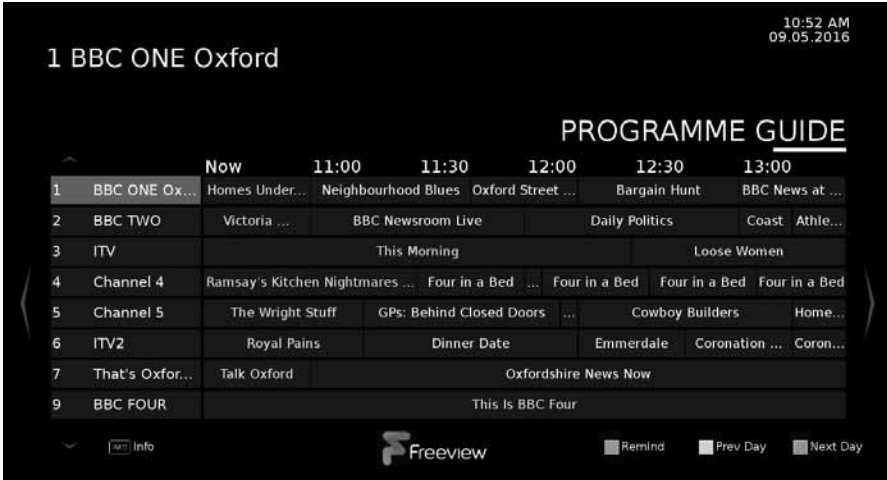 10:52 AM
09.05.2016
1 BBC ONE Oxford
PROGRAMME GUIDE
Now 11:00 11:30 12:00 12:30 13:00
1 BBC ONE Ox... Homes Under... Neighbourhood Blues Oxford Street ... Bargain Hunt BBC News at ...
2 BBC TWO Victoria ... BBC Newsroom Live Daily Politics Coast Athle...
3 ITV This Morning Loose Women
4 Channel 4 Ramsay's Kitchen Nightmares ... Four in a Bed ... Four in a Bed Four in a Bed Four in a Bed
5 Channel 5 The Wright Stuff GPs: Behind Closed Doors ... Cowboy Builders Home...
6 ITV2 Royal Pains Dinner Date Emmerdale Coronation ... Coron...
7 That's Oxfor... Talk Oxford Oxfordshire News Now
9 BBC FOUR This Is BBC Four
Info Freeview Remind Prev Day Next Day